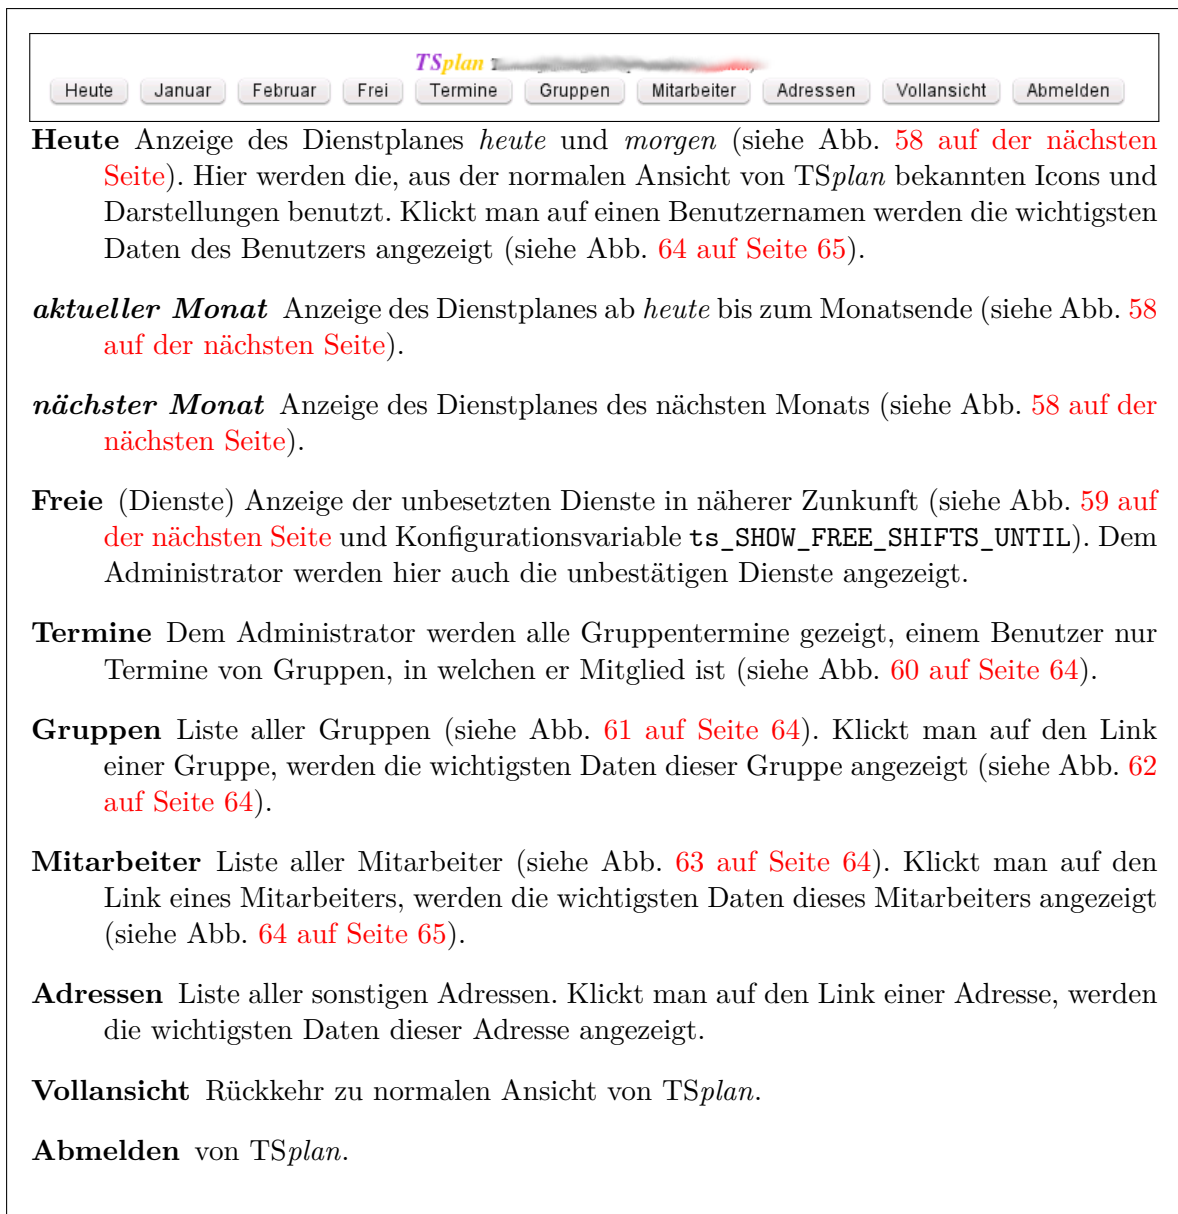 TSplan
Heute Januar Februar Frei Termine Gruppen Mitarbeiter Adressen Vollansicht Abmelden
Heute Anzeige des Dienstplanes heute und morgen (siehe Abb. 58 auf der nächsten
Seite). Hier werden die, aus der normalen Ansicht von TSplan bekannten Icons und
Darstellungen benutzt. Klickt man auf einen Benutzernamen werden die wichtigsten
Daten des Benutzers angezeigt (siehe Abb. 64 auf Seite 65).
aktueller Monat Anzeige des Dienstplanes ab heute bis zum Monatsende (siehe Abb. 58
auf der nächsten Seite).
nächster Monat Anzeige des Dienstplanes des nächsten Monats (siehe Abb. 58 auf der
nächsten Seite).
Freie (Dienste) Anzeige der unbesetzten Dienste in näherer Zunkunft (siehe Abb. 59 auf
der nächsten Seite und Konfigurationsvariable ts_SHOW_FREE_SHIFTS_UNTIL). Dem
Administrator werden hier auch die unbestätigen Dienste angezeigt.
Termine Dem Administrator werden alle Gruppentermine gezeigt, einem Benutzer nur
Termine von Gruppen, in welchen er Mitglied ist (siehe Abb. 60 auf Seite 64).
Gruppen Liste aller Gruppen (siehe Abb. 61 auf Seite 64). Klickt man auf den Link
einer Gruppe, werden die wichtigsten Daten dieser Gruppe angezeigt (siehe Abb. 62
auf Seite 64).
Mitarbeiter Liste aller Mitarbeiter (siehe Abb. 63 auf Seite 64). Klickt man auf den
Link eines Mitarbeiters, werden die wichtigsten Daten dieses Mitarbeiters angezeigt
(siehe Abb. 64 auf Seite 65).
Adressen Liste aller sonstigen Adressen. Klickt man auf den Link einer Adresse, werden
die wichtigsten Daten dieser Adresse angezeigt.
Vollansicht Rückkehr zu normalen Ansicht von TSplan.
Abmelden von TSplan.